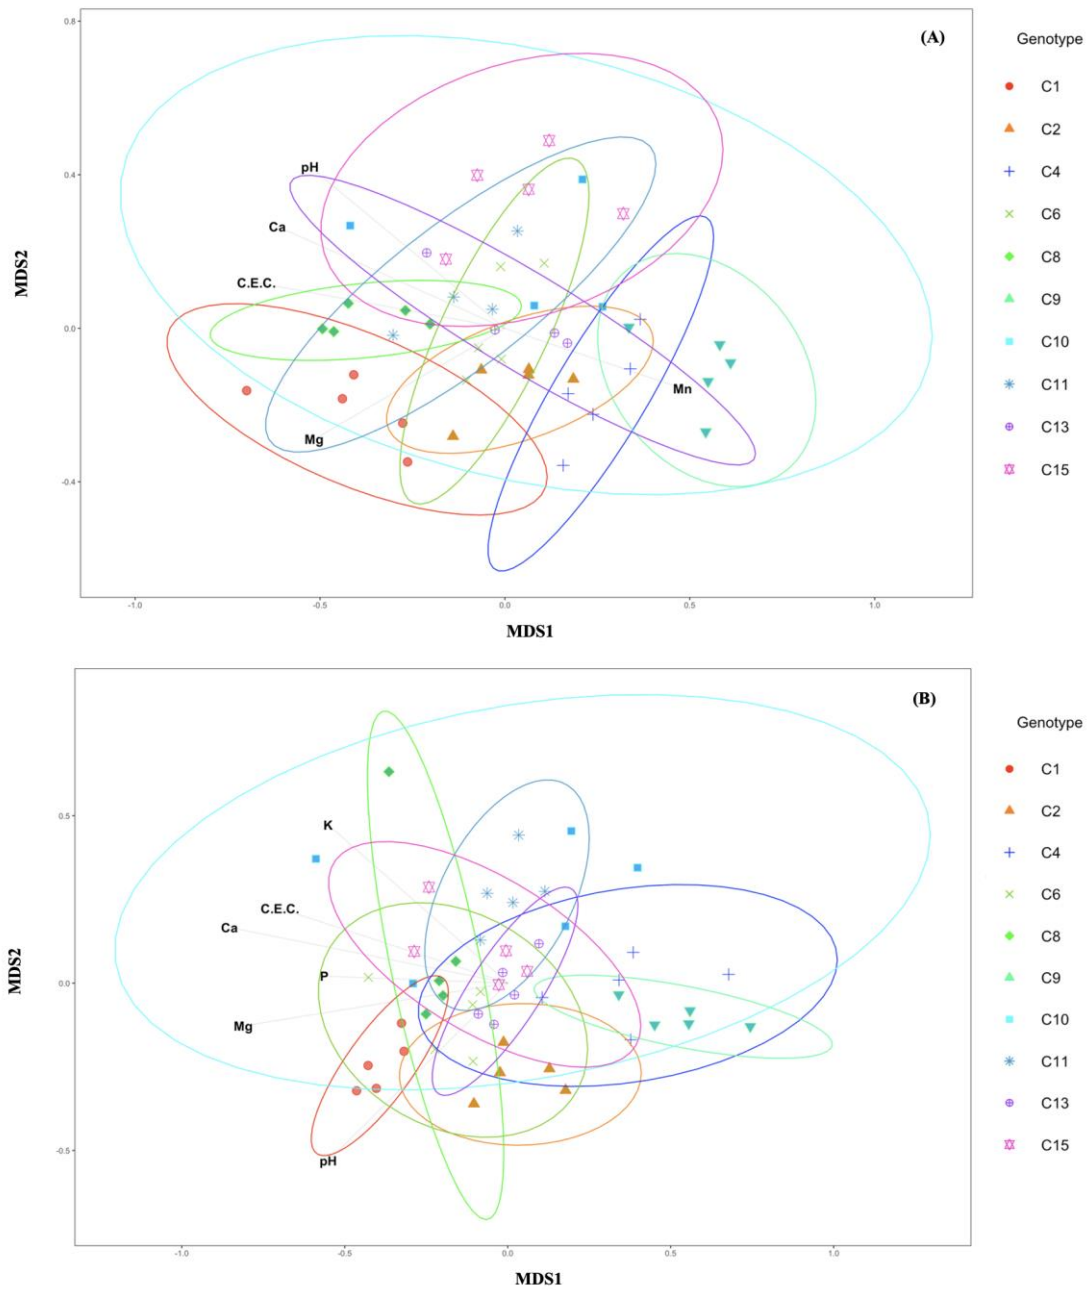 (A)
Genotype
C1
C2
C4
C6
C8
C9
C10
C11
C13
C15
0.8
0.4
0.0
-0.4
MDS2
pH
Ca
C.E.C.
Mg
Mn
-1.0 -0.5 0.0 0.5 1.0
MDS1
(B)
Genotype
C1
C2
C4
C6
C8
C9
C10
C11
C13
C15
0.5
0.0
-0.5
MDS2
K
C.E.C.
Ca
P
Mg
pH
-1.0 -0.5 0.0 0.5 1.0
MDS1